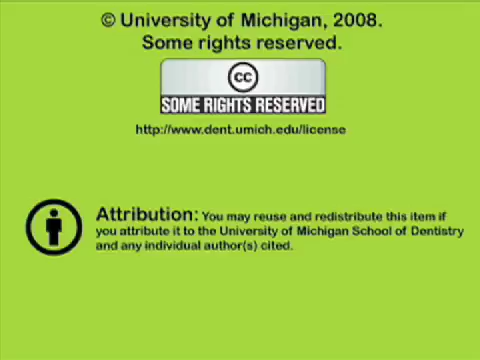 © University of Michigan, 2008.
Some rights reserved.
cc
SOME RIGHTS RESERVED
http://www.dent.umich.edu/license
Attribution: You may reuse and redistribute this item if
you attribute it to the University of Michigan School of Dentistry
and any individual author(s) cited.